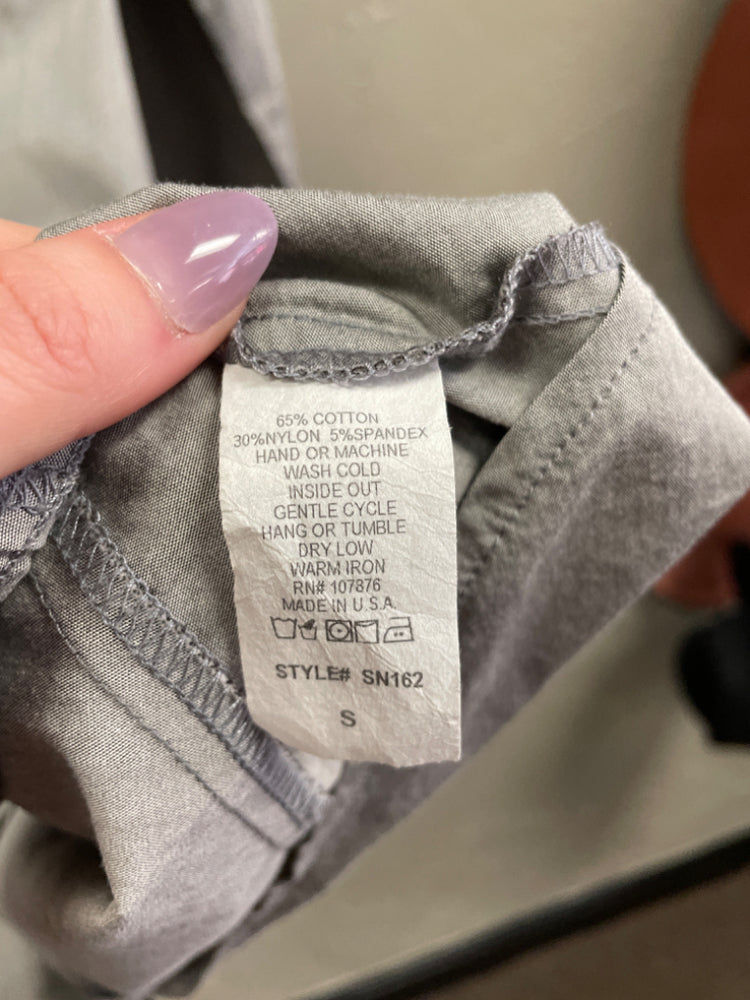 65% COTTON
30%NYLON 5%SPANDEX
HAND OR MACHINE
WASH COLD
INSIDE OUT
GENTLE CYCLE
HANG OR TUMBLE
DRY LOW
WARM IRON
RN# 107876
MADE IN U.S.A.
STYLE# SN162
S